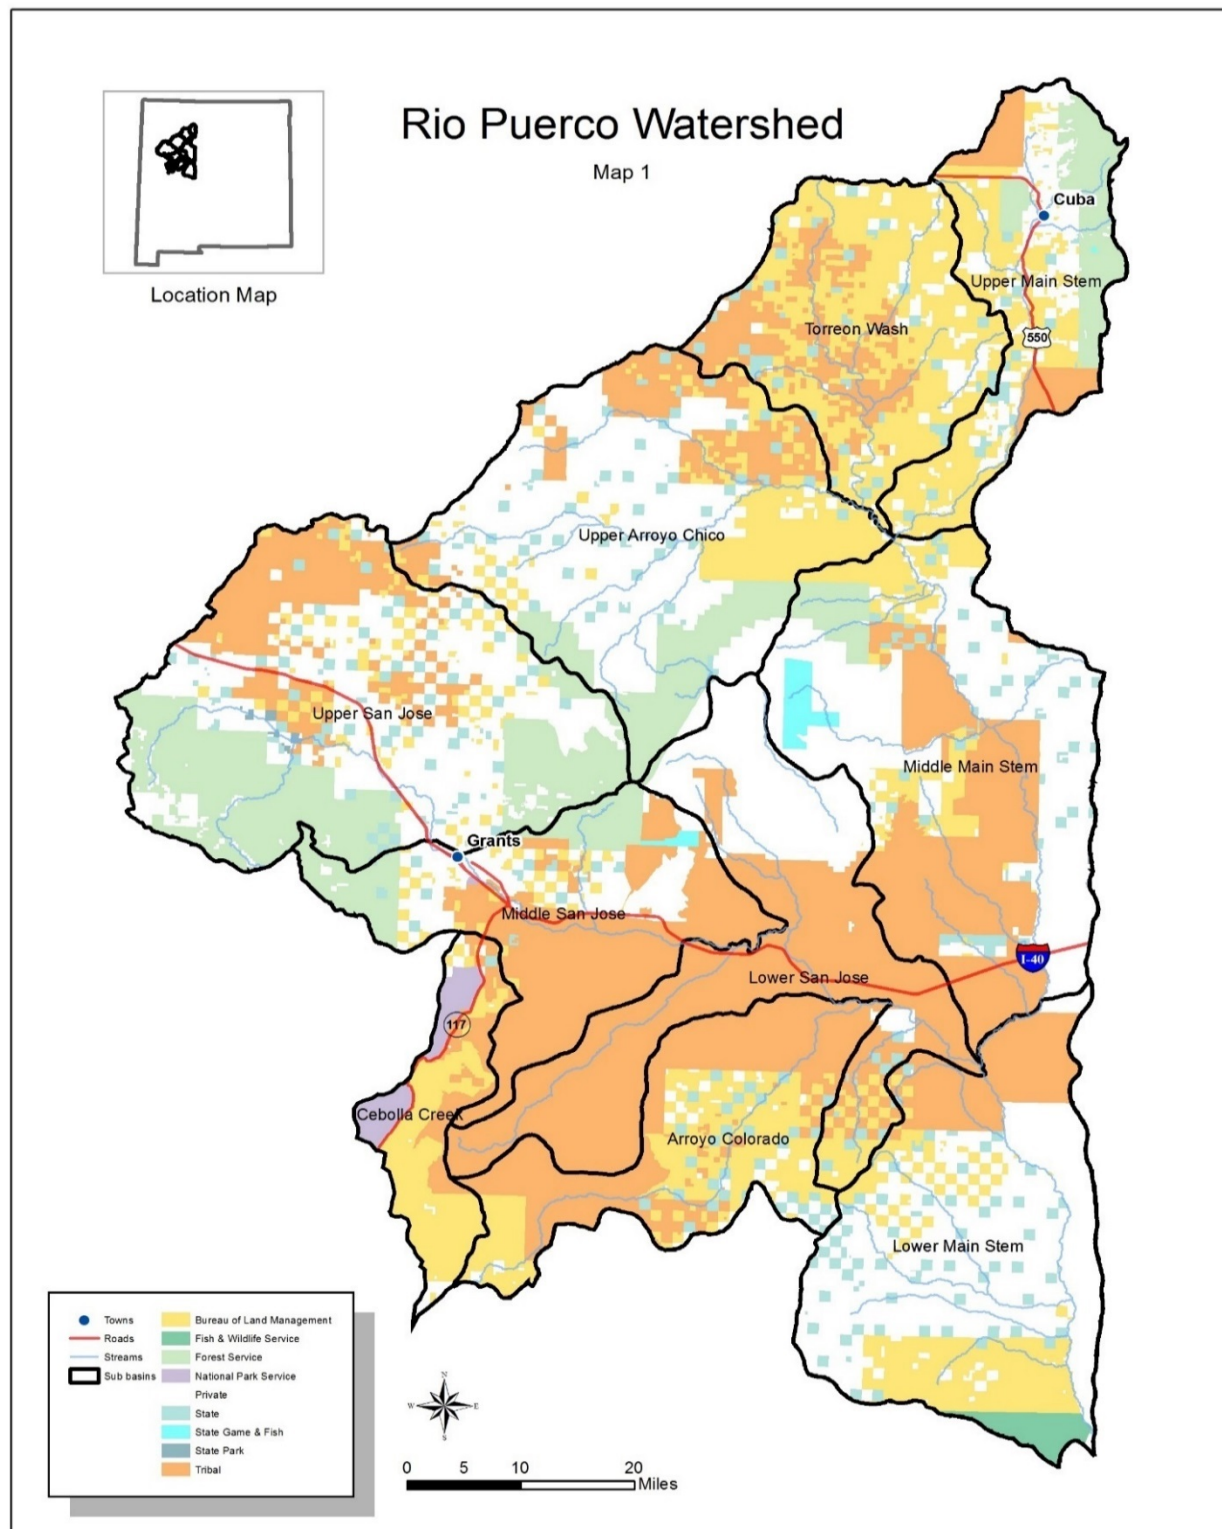 Rio Puerco Watershed
Map 1
Location Map
Cuba
Upper Main Stem
Torreon Wash
550
Upper Arroyo Chico
Upper San Jose
Middle Main Stem
Grants
Middle San Jose
I-40
Lower San Jose
117
Cebolla Creek
Arroyo Colorado
Lower Main Stem
Towns
Roads
Streams
Sub basins
Bureau of Land Management
Fish & Wildlife Service
Forest Service
National Park Service
Private
State
State Game & Fish
State Park
Tribal
N
W E
S
0 5 10 20
Miles